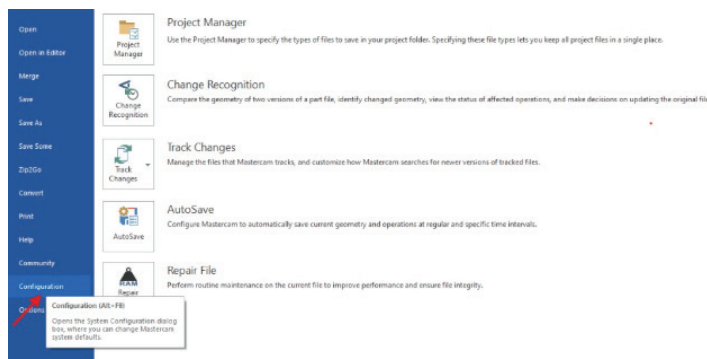 Open
Open in Editor
Merge
Save
Save As
Save Some
Zip2Go
Convert
Print
Help
Community
Configuration
Options
Project
Manager
Project Manager
Use the Project Manager to specify the types of files to save in your project folder. Specifying these file types lets you keep all project files in a single place.
Change
Recognition
Change Recognition
Compare the geometry of two versions of a part file, identify changed geometry, view the status of affected operations, and make decisions on updating the original
Track
Changes
Track Changes
Manage the files that Mastercam tracks, and customize how Mastercam searches for newer versions of tracked files.
AutoSave
AutoSave
Configure Mastercam to automatically save current geometry and operations at regular and specific time intervals.
RAM
Repair
Repair File
Perform routine maintenance on the current file to improve performance and ensure file integrity.
Configuration (Alt+F8)
Opens the System Configuration dialog
box, where you can change Mastercam
system defaults.